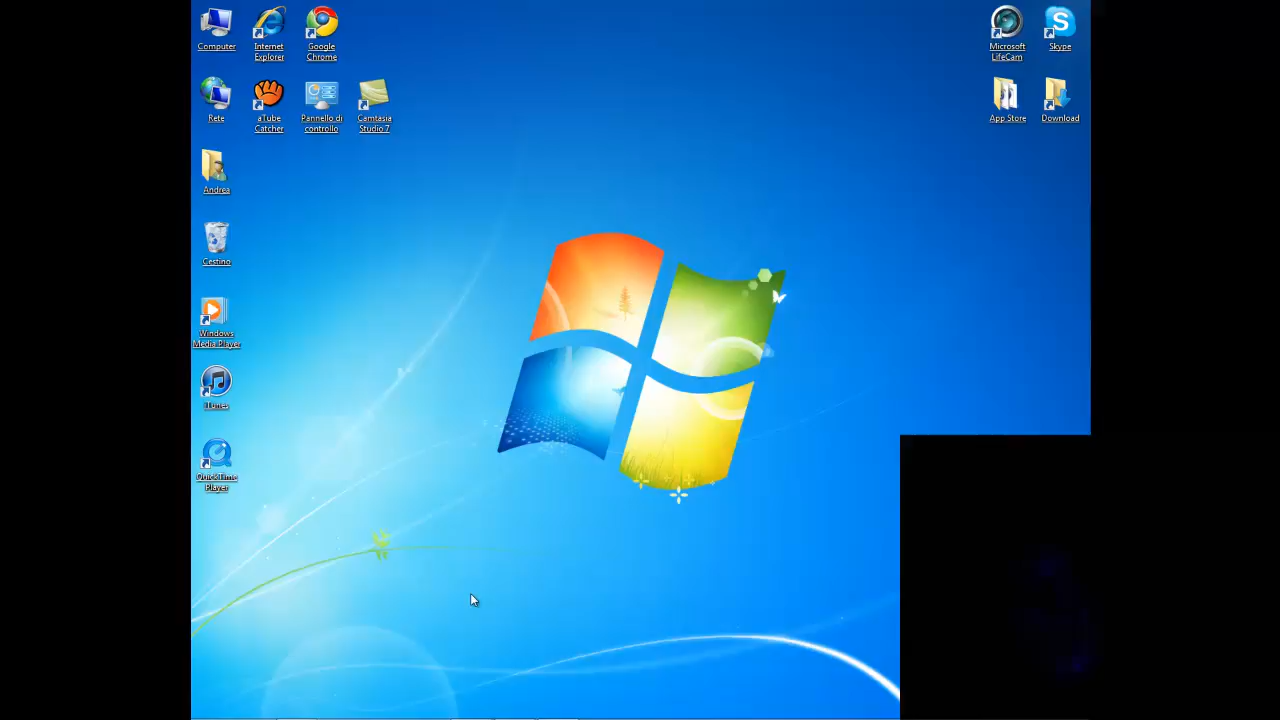 Computer
Internet
Explorer
Google
Chrome
Microsoft
LifeCam
Skype
Rete
aTube
Catcher
Pannello di
controllo
Camtasia
Studio 7
App Store
Download
Andrea
Cestino
Windows
Media Player
iTunes
QuickTime
Player